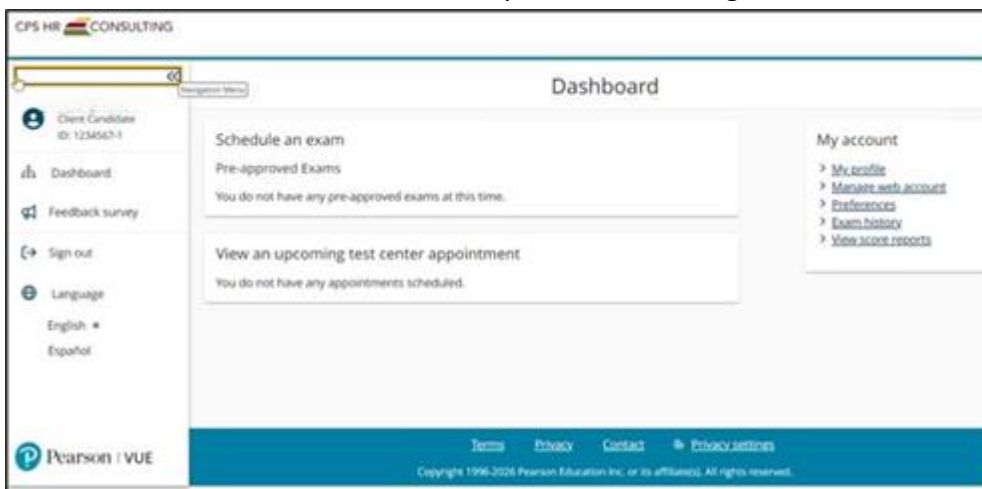 CPS HR CONSULTING
Navigation Menu
Client Candidate
ID: 1234567-1
Dashboard
Feedback survey
Sign out
Language
English
Español
Pearson | VUE
Dashboard
Schedule an exam
Pre-approved Exams
You do not have any pre-approved exams at this time.
View an upcoming test center appointment
You do not have any appointments scheduled.
My account
My profile
Manage web account
Preferences
Exam history
View score reports
Terms Privacy Contact Privacy settings
Copyright 1996-2026 Pearson Education Inc. or its affiliate(s). All rights reserved.